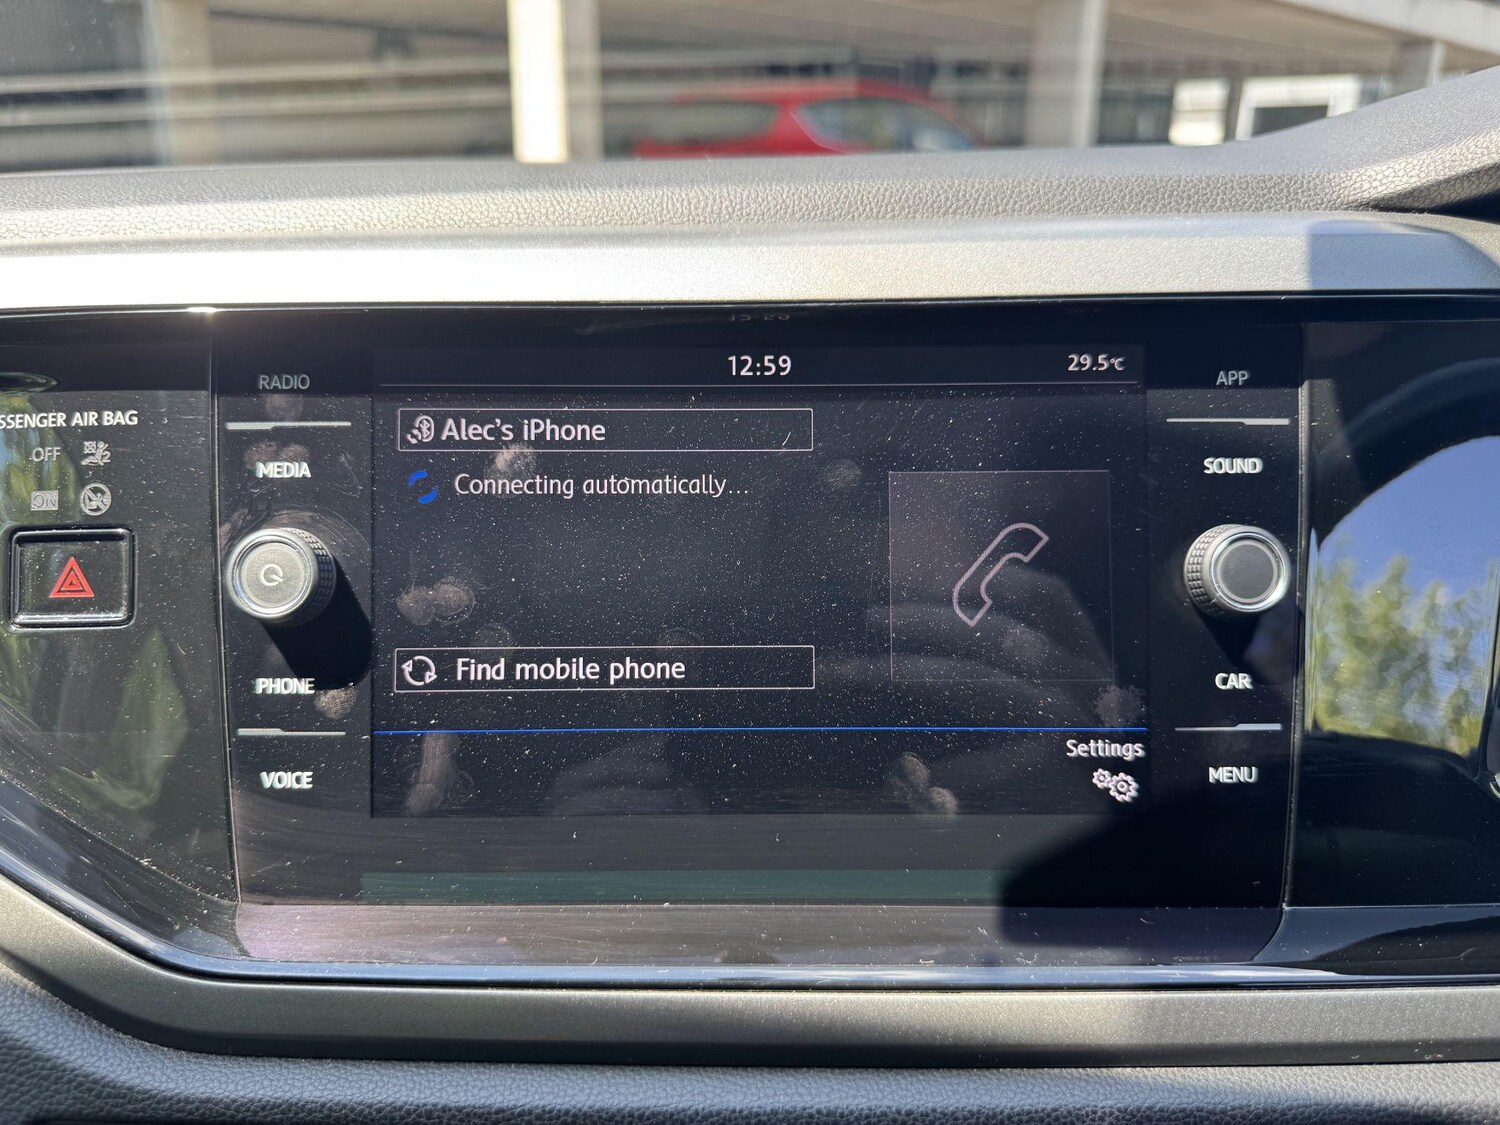 12:59
29.5°C
RADIO
APP
SSENGER AIR BAG
OFF
ON
Alec's iPhone
MEDIA
SOUND
Connecting automatically...
PHONE
Find mobile phone
CAR
Settings
VOICE
MENU